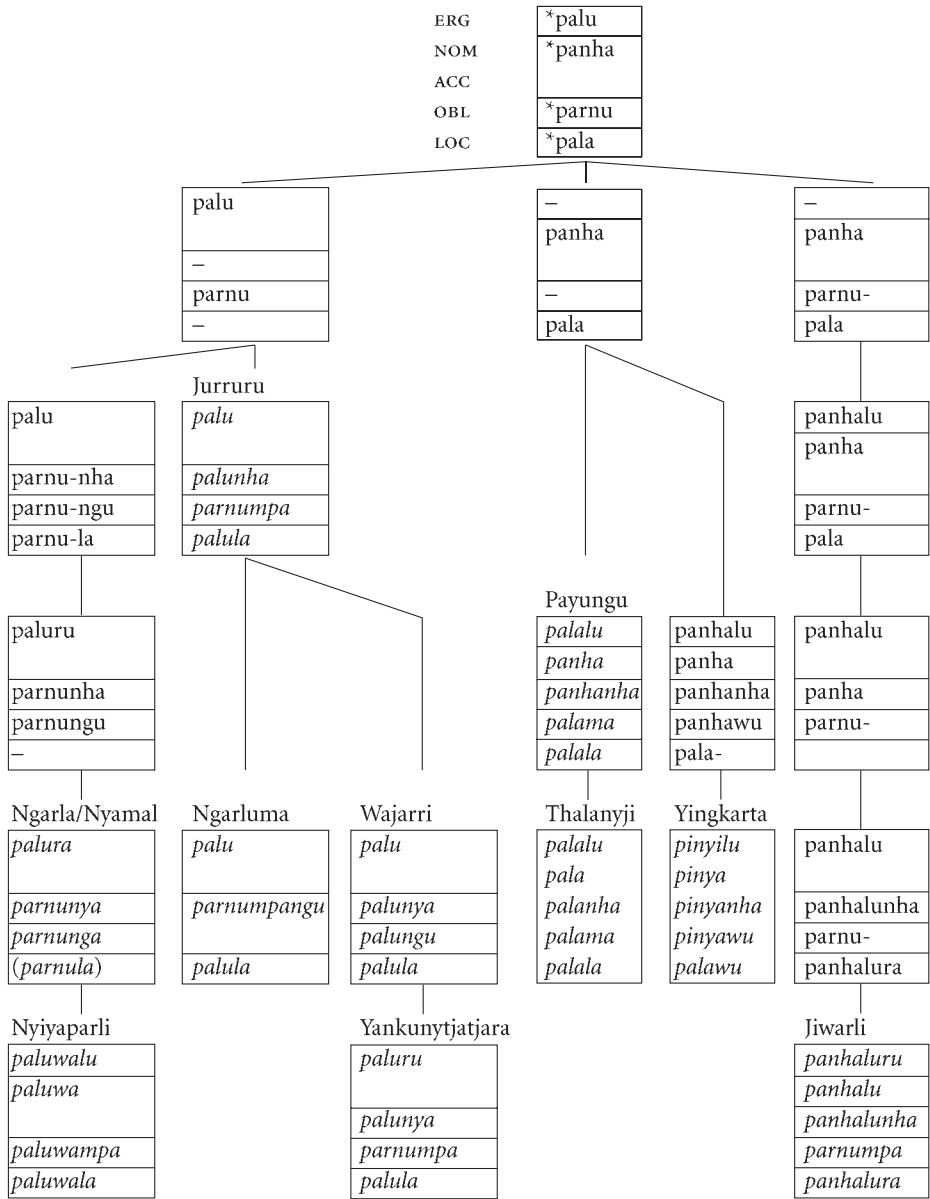 ERG *palu
NOM *panha
ACC
OBL *parnu
LOC *pala
palu
–
parnu
–
–
panha
–
pala
–
panha
parnu-
pala
palu
parnu-nha
parnu-ngu
parnu-la
Jurruru
palu
palunha
parnumpa
palula
panhalu
panha
parnu-
pala
paluru
parnunha
parnungu
–
Payungu
palalu
panha
panhanha
palama
palala
panhalu
panha
panhanha
panhawu
pala-
panhalu
panha
parnu-
Ngarla/Nyamal
palura
parnunya
parnunga
(parnula)
Ngarluma
palu
parnumpangu
palula
Wajarri
palu
palunya
palungu
palula
Thalanyji
palalu
pala
palanha
palama
palala
Yingkarta
pinyilu
pinya
pinyanha
pinyawu
palawu
panhalu
panhalunha
parnu-
panhalura
Nyiyaparli
paluwalu
paluwa
paluwampa
paluwala
Yankunytjatjara
paluru
palunya
parnumpa
palula
Jiwarli
panhaluru
panhalu
panhalunha
parnumpa
panhalura